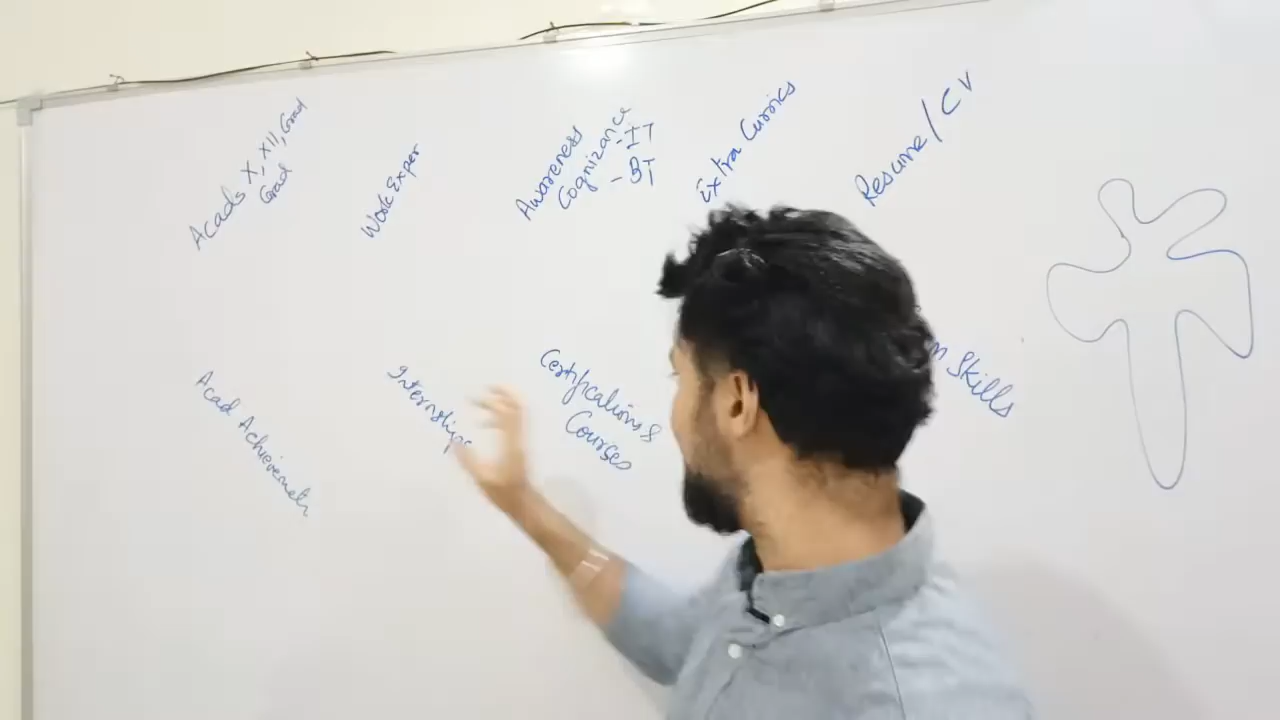 Acads X, XII, Grad
Grad
Work Exper
Awareness
Cognizance
- IT
- BT
Extra Currics
Resume / CV
Acad Achievements
Internships
Certifications &
Courses
Skills